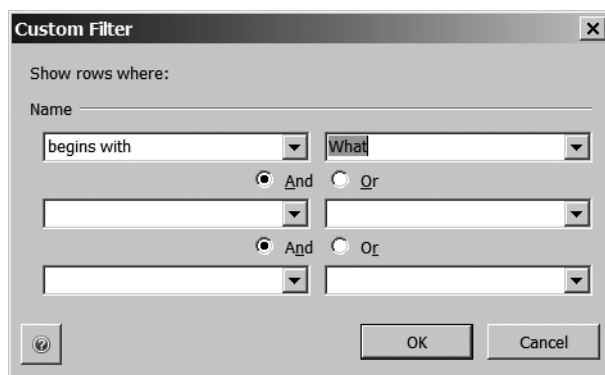 Custom Filter
Show rows where:
Name
begins with What
And Or
And Or
OK Cancel